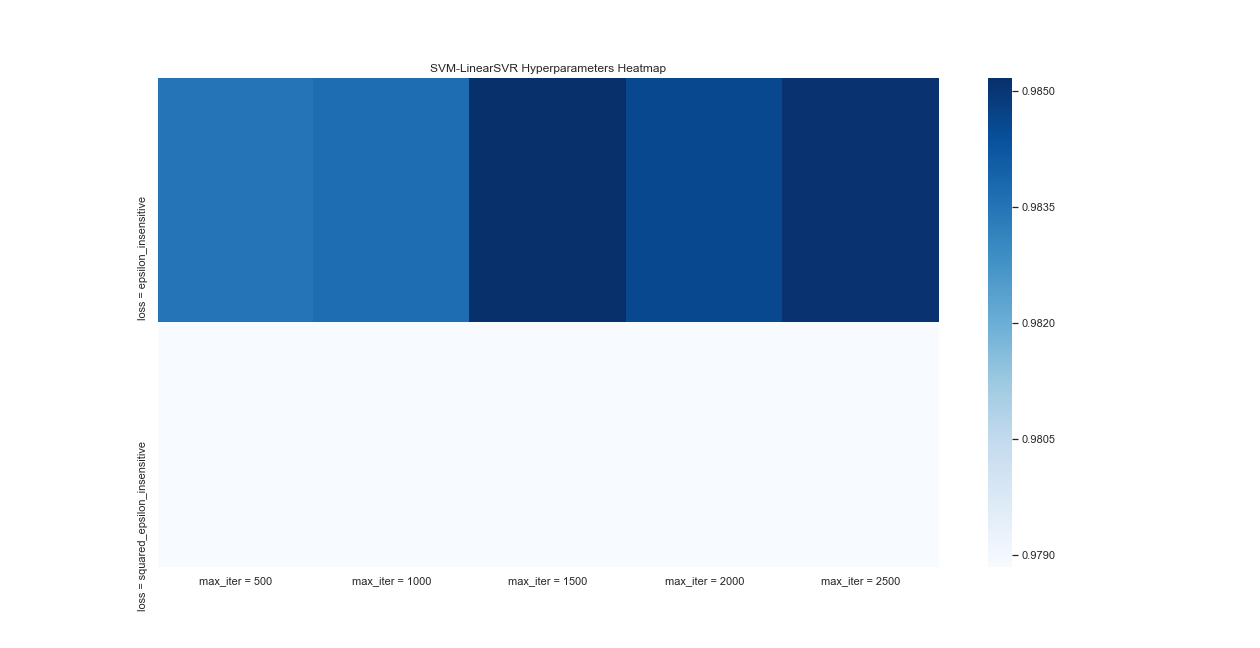 SVM-LinearSVR Hyperparameters Heatmap
loss = epsilon_insensitive
loss = squared_epsilon_insensitive
max_iter = 500
max_iter = 1000
max_iter = 1500
max_iter = 2000
max_iter = 2500
0.9850
0.9835
0.9820
0.9805
0.9790